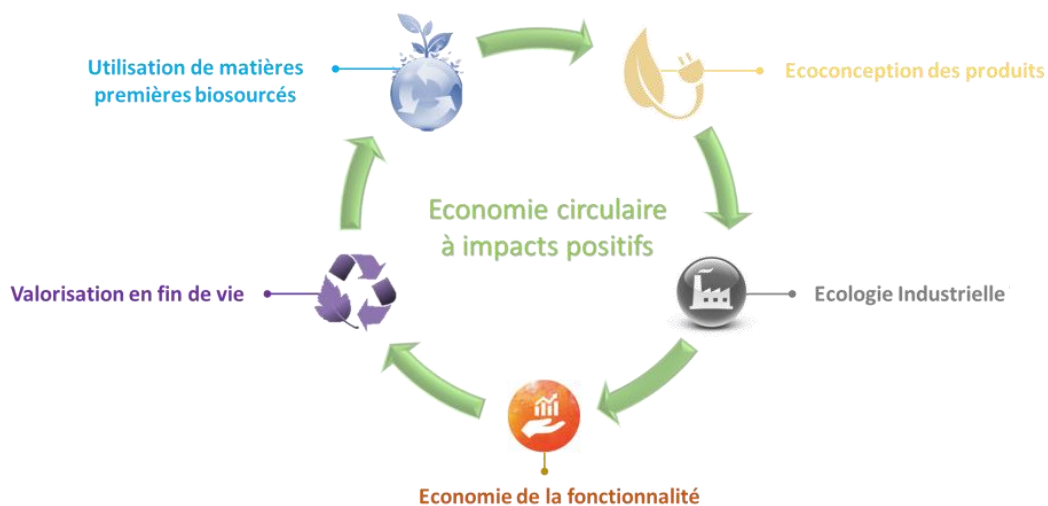 Utilisation de matières
premières biosourcés
Ecoconception des produits
Economie circulaire
à impacts positifs
Valorisation en fin de vie
Ecologie Industrielle
Economie de la fonctionnalité